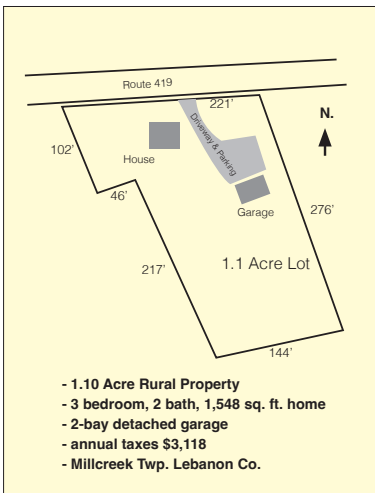 Route 419
221'
N.
Driveway & Parking
102'
House
46'
Garage
276'
217'
1.1 Acre Lot
144'
- 1.10 Acre Rural Property
- 3 bedroom, 2 bath, 1,548 sq. ft. home
- 2-bay detached garage
- annual taxes $3,118
- Millcreek Twp. Lebanon Co.